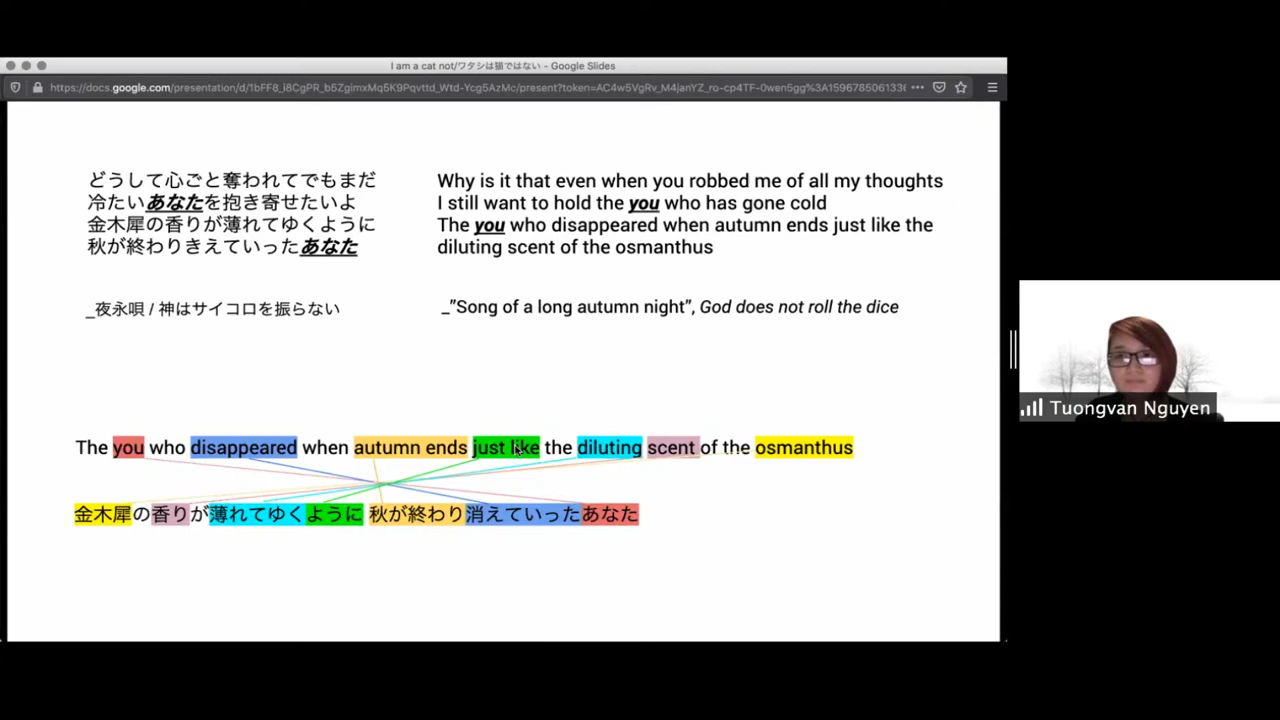 I am a cat not/ワタシは猫ではない - Google Slides
どうして心ごと奪われてでもまだ
冷たいあなたを抱き寄せたいよ
金木犀の香りが薄れてゆくように
秋が終わりきえていったあなた
_夜永唄 / 神はサイコロを振らない
Why is it that even when you robbed me of all my thoughts
I still want to hold the you who has gone cold
The you who disappeared when autumn ends just like the
diluting scent of the osmanthus
_"Song of a long autumn night", God does not roll the dice
The you who disappeared when autumn ends just like the diluting scent of the osmanthus
金木犀の香りが薄れてゆくように 秋が終わり消えていったあなた
Tuongvan Nguyen